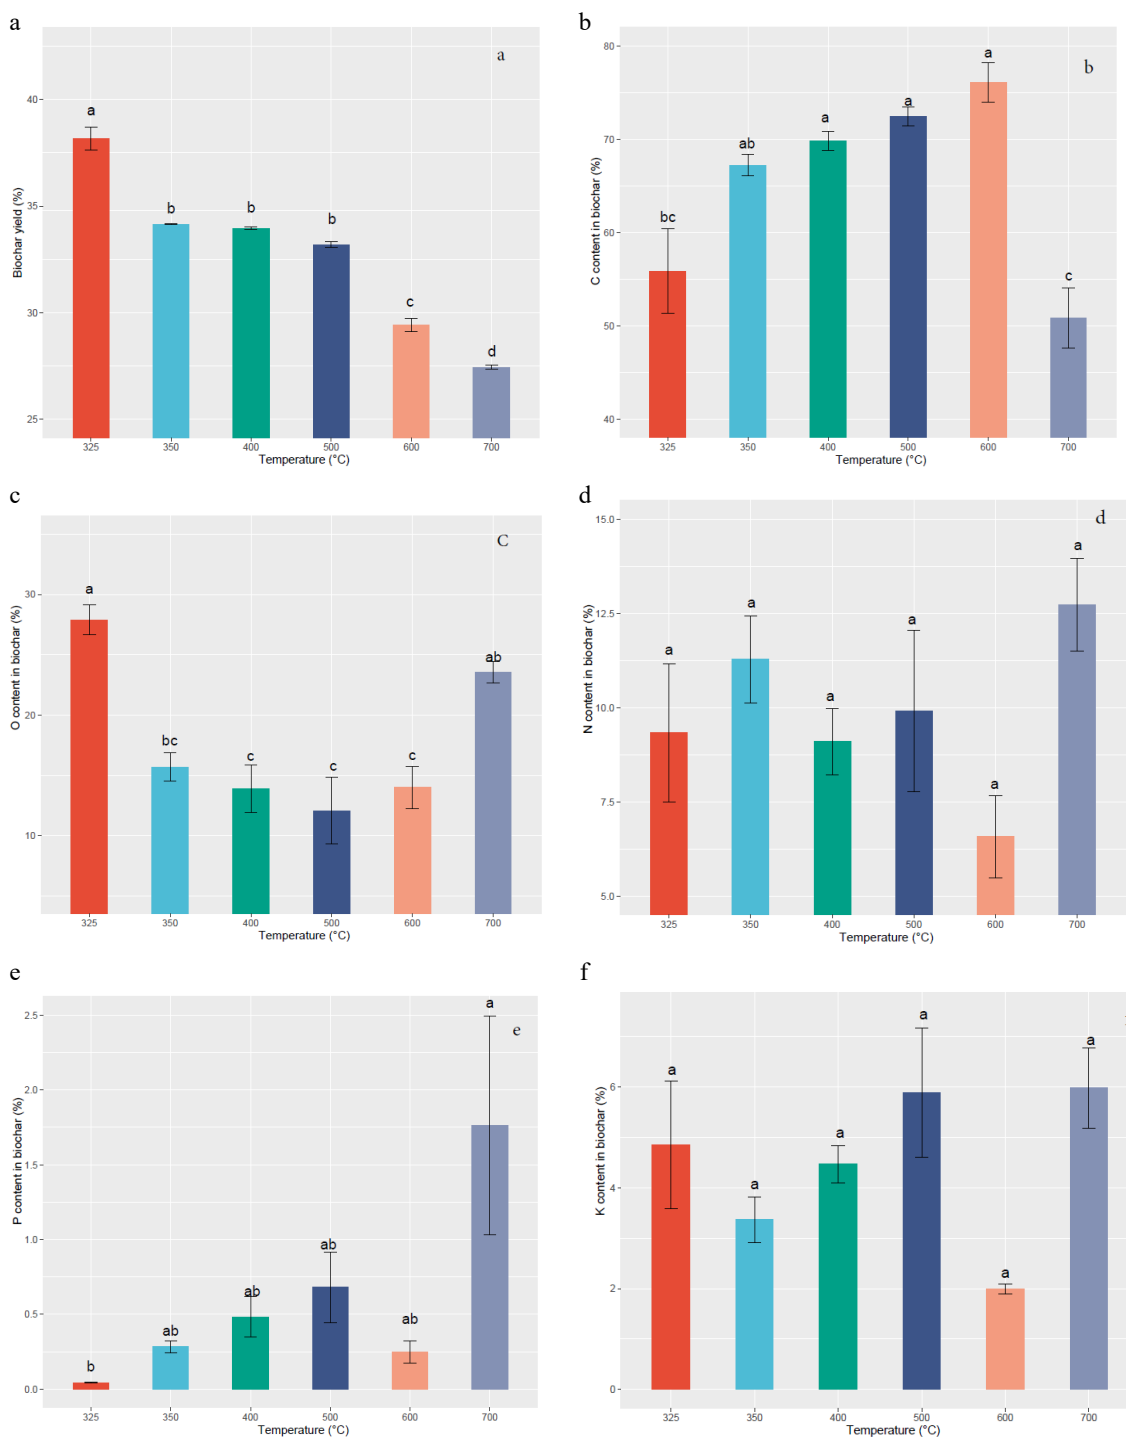 a
a
a
b
b
b
c
d
40
35
30
25
Biochar yield (%)
325 350 400 500 600 700
Temperature (°C)
b
b
bc
ab
a
a
a
c
80
70
60
50
40
C content in biochar (%)
325 350 400 500 600 700
Temperature (°C)
c
C
a
bc
c
c
c
ab
30
20
10
O content in biochar (%)
325 350 400 500 600 700
Temperature (°C)
d
d
a
a
a
a
a
a
15.0
12.5
10.0
7.5
5.0
N content in biochar (%)
325 350 400 500 600 700
Temperature (°C)
e
e
b
ab
ab
ab
ab
a
2.5
2.0
1.5
1.0
0.5
0.0
P content in biochar (%)
325 350 400 500 600 700
Temperature (°C)
f
a
a
a
a
a
a
6
4
2
0
K content in biochar (%)
325 350 400 500 600 700
Temperature (°C)